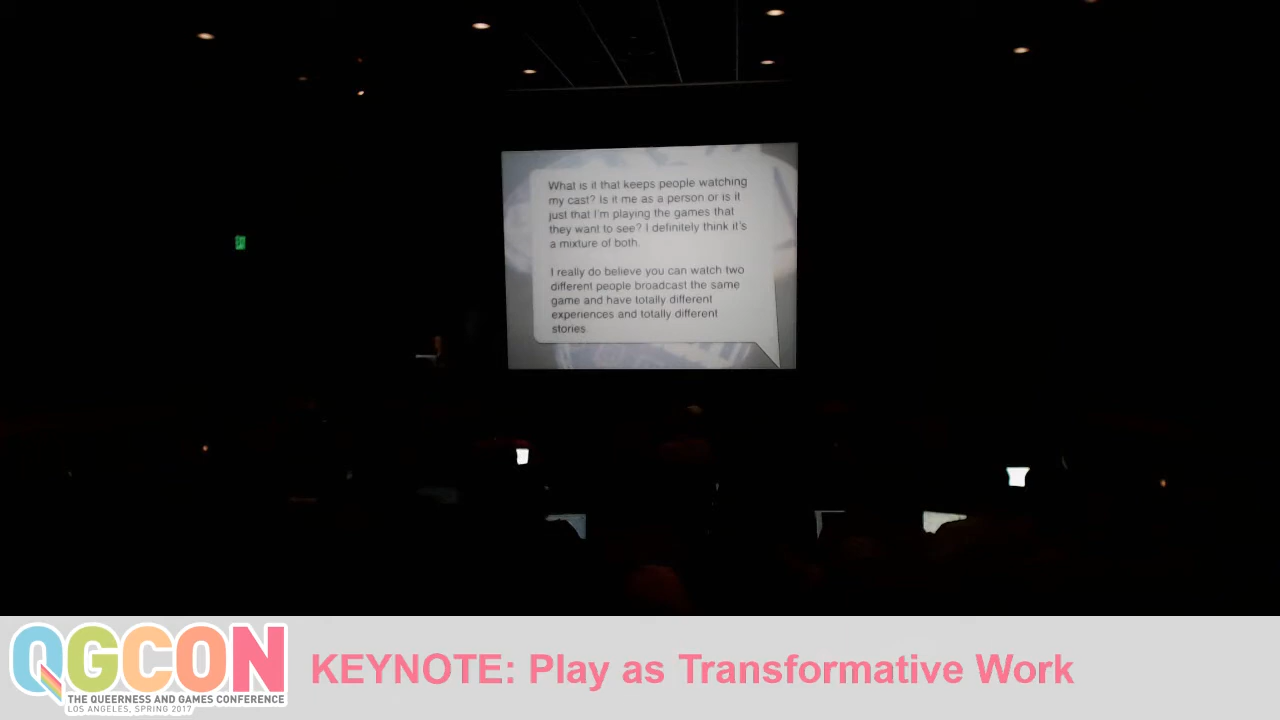 What is it that keeps people watching
my cast? Is it me as a person or is it
just that I'm playing the games that
they want to see? I definitely think it's
a mixture of both.
I really do believe you can watch two
different people broadcast the same
game and have totally different
experiences and totally different
stories.
QGCON
THE QUEERNESS AND GAMES CONFERENCE
LOS ANGELES, SPRING 2017
KEYNOTE: Play as Transformative Work